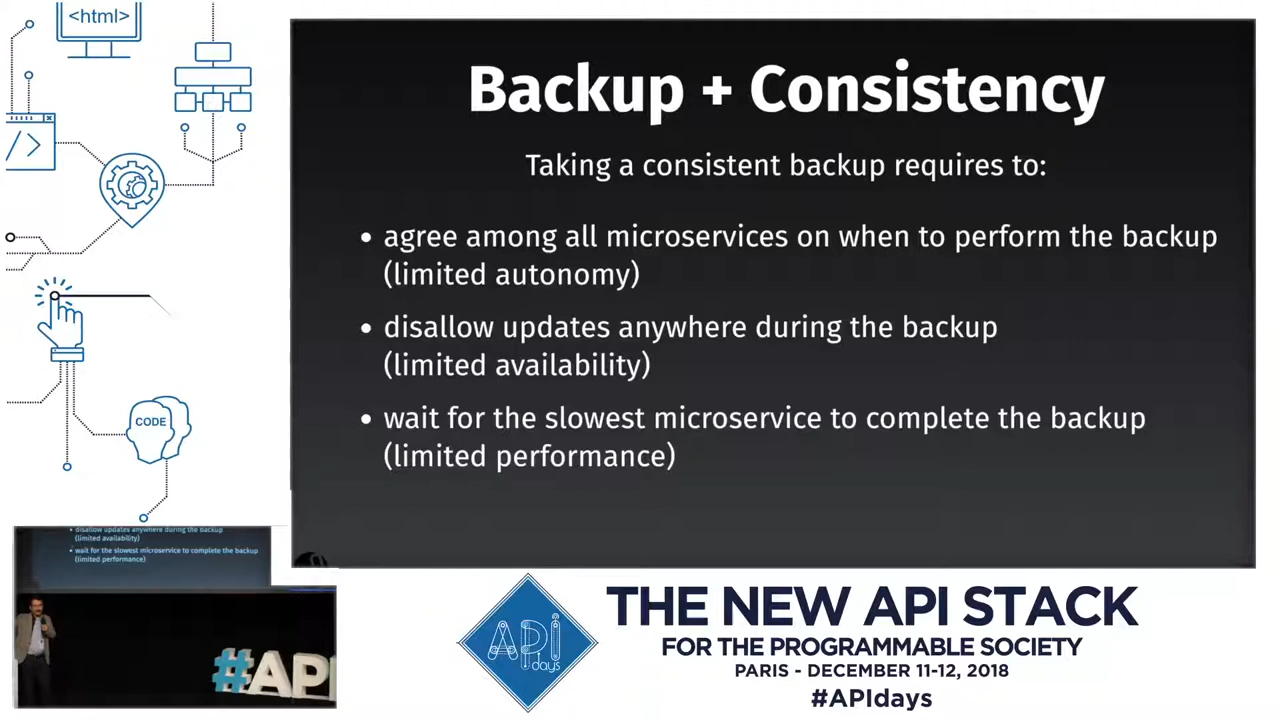 <html>
</>
CODE
Backup + Consistency
Taking a consistent backup requires to:
• agree among all microservices on when to perform the backup
(limited autonomy)
• disallow updates anywhere during the backup
(limited availability)
• wait for the slowest microservice to complete the backup
(limited performance)
• disallow updates anywhere during the backup
(limited availability)
• wait for the slowest microservice to complete the backup
(limited performance)
#API
API
days
THE NEW API STACK
FOR THE PROGRAMMABLE SOCIETY
PARIS - DECEMBER 11-12, 2018
#APIdays